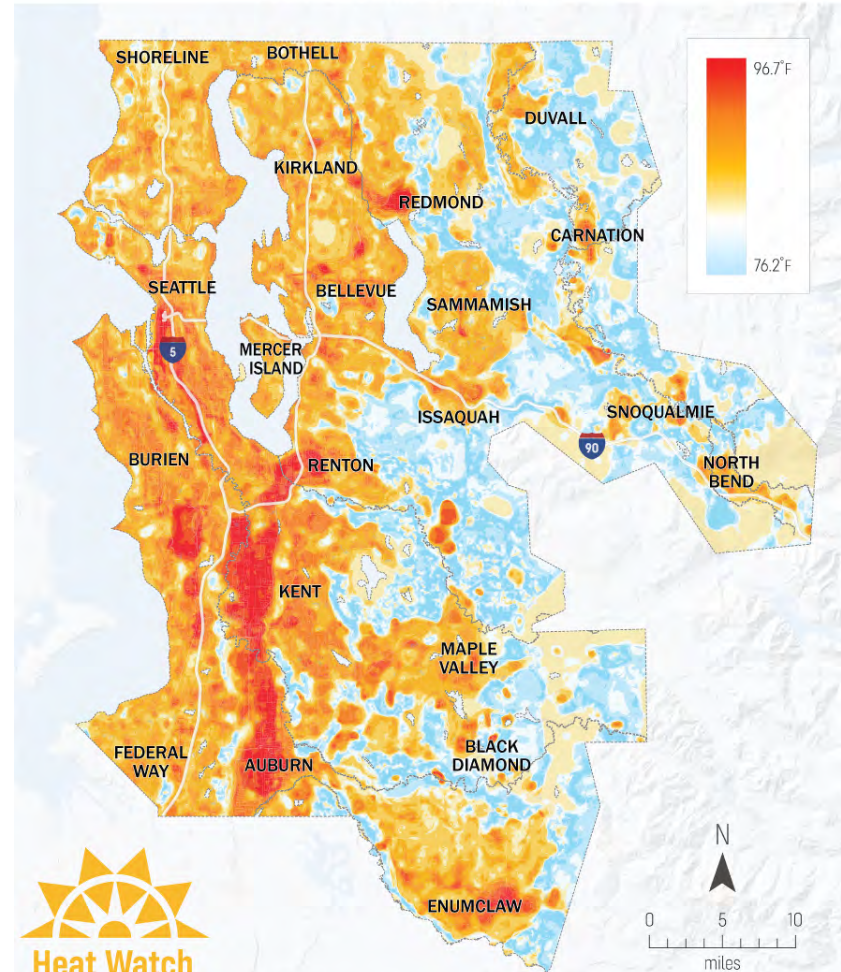 SHORELINE
BOTHELL
96.7°F
DUVALL
KIRKLAND
REDMOND
CARNATION
76.2°F
SEATTLE
BELLEVUE
SAMMAMISH
5
MERCER
ISLAND
ISSAQUAH
SNOQUALMIE
90
BURIEN
RENTON
NORTH
BEND
KENT
MAPLE
VALLEY
FEDERAL
WAY
AUBURN
BLACK
DIAMOND
N
ENUMCLAW
0 5 10
miles
Heat Watch